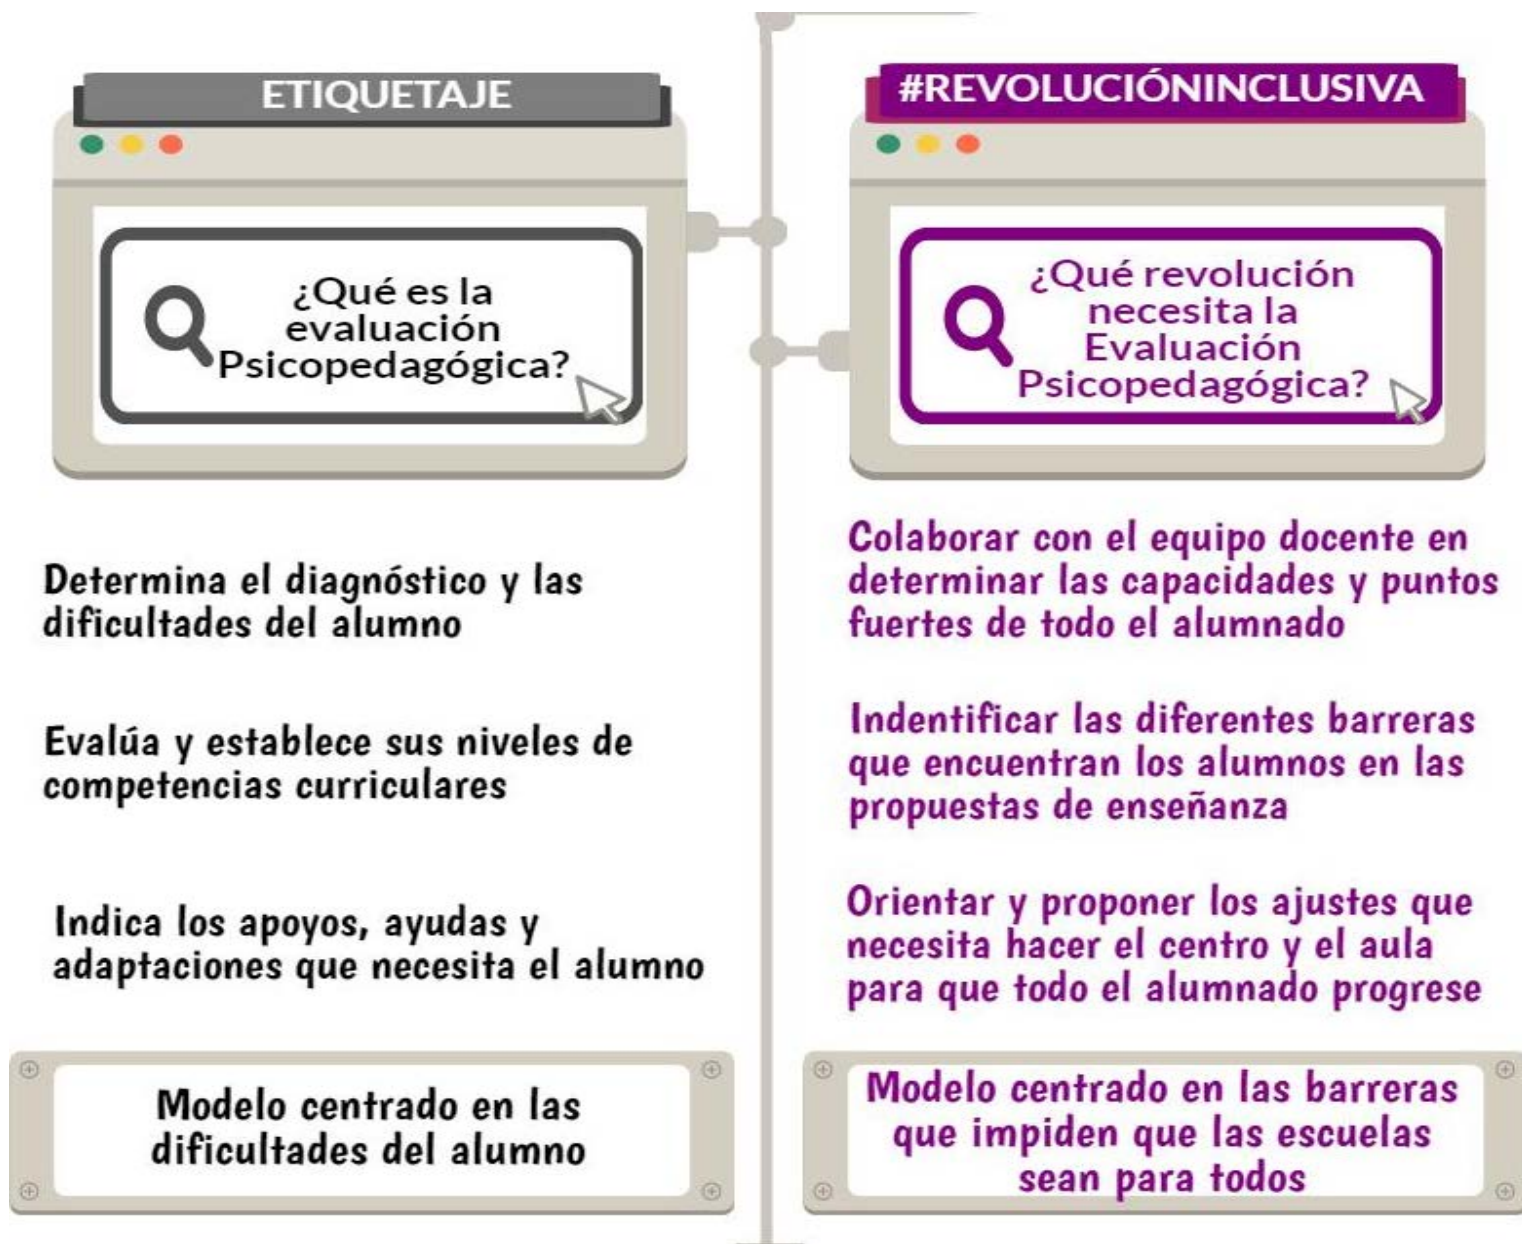 ETIQUETAJE
¿Qué es la
evaluación
Psicopedagógica?
Determina el diagnóstico y las
dificultades del alumno
Evalúa y establece sus niveles de
competencias curriculares
Indica los apoyos, ayudas y
adaptaciones que necesita el alumno
Modelo centrado en las
dificultades del alumno
#REVOLUCIÓNINCLUSIVA
¿Qué revolución
necesita la
Evaluación
Psicopedagógica?
Colaborar con el equipo docente en
determinar las capacidades y puntos
fuertes de todo el alumnado
Indentificar las diferentes barreras
que encuentran los alumnos en las
propuestas de enseñanza
Orientar y proponer los ajustes que
necesita hacer el centro y el aula
para que todo el alumnado progrese
Modelo centrado en las barreras
que impiden que las escuelas
sean para todos